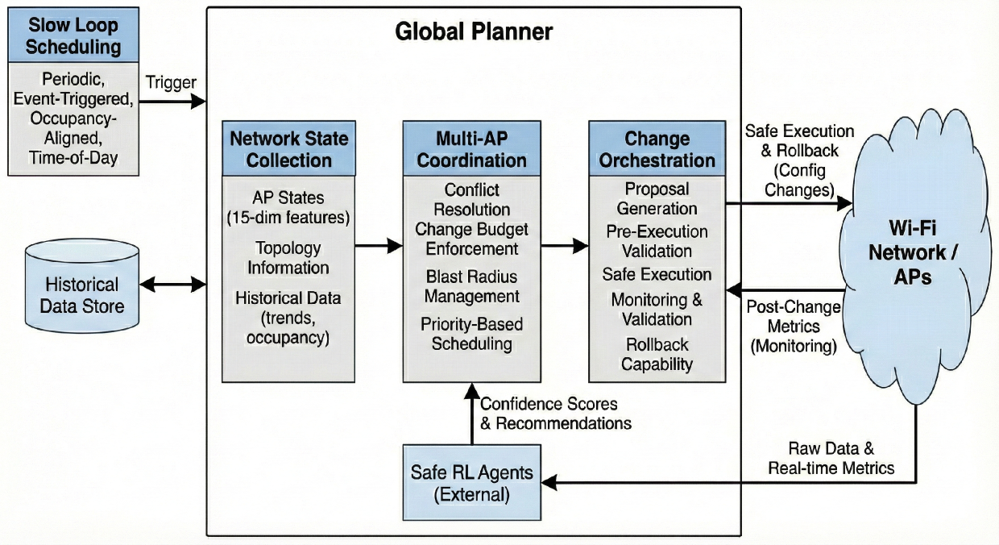 Slow Loop
Scheduling
Periodic,
Event-Triggered,
Occupancy-
Aligned,
Time-of-Day
Trigger
Historical
Data Store
Global Planner
Network State
Collection
AP States
(15-dim features)
Topology
Information
Historical Data
(trends,
occupancy)
Multi-AP
Coordination
Conflict
Resolution
Change Budget
Enforcement
Blast Radius
Management
Priority-Based
Scheduling
Change
Orchestration
Proposal
Generation
Pre-Execution
Validation
Safe Execution
Monitoring &
Validation
Rollback
Capability
Confidence Scores
& Recommendations
Safe RL Agents
(External)
Safe Execution
& Rollback
(Config
Changes)
Wi-Fi
Network /
APs
Post-Change
Metrics
(Monitoring)
Raw Data &
Real-time Metrics